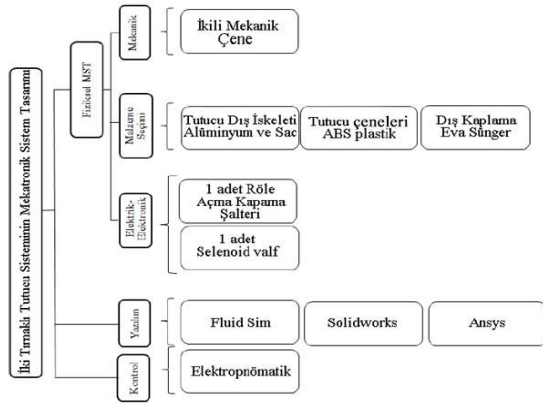 İki Tırnaklı Tutucu Sisteminin Mekatronik Sistem Tasarımı
Fiziksel MST
Mekanik
İkili Mekanik
Çene
Malzeme
Seçimi
Tutucu Dış İskeleti
Alüminyum ve Sac
Tutucu çeneleri
ABS plastik
Dış Kaplama
Eva Sünger
Elektrik-
Elektronik
1 adet Röle
Açma Kapama
Şalteri
1 adet
Selenoid valf
Yazılım
Fluid Sim
Solidworks
Ansys
Kontrol
Elektropnömatik